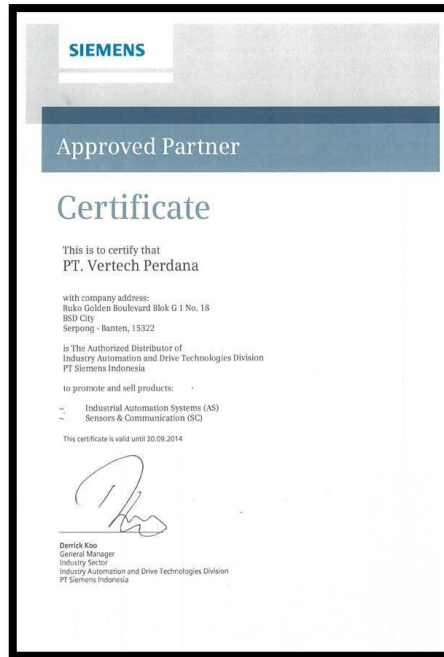 SIEMENS
Approved Partner
Certificate
This is to certify that
PT. Vertech Perdana
with company address:
Ruko Golden Boulevard Blok G 1 No. 18
BSD City
Serpong - Banten, 15322
is The Authorized Distributor of
Industry Automation and Drive Technologies Division
PT Siemens Indonesia
to promote and sell products:
~ Industrial Automation Systems (AS)
~ Sensors & Communication (SC)
This certificate is valid until 30.09.2014
Derrick Koo
General Manager
Industry Sector
Industry Automation and Drive Technologies Division
PT Siemens Indonesia